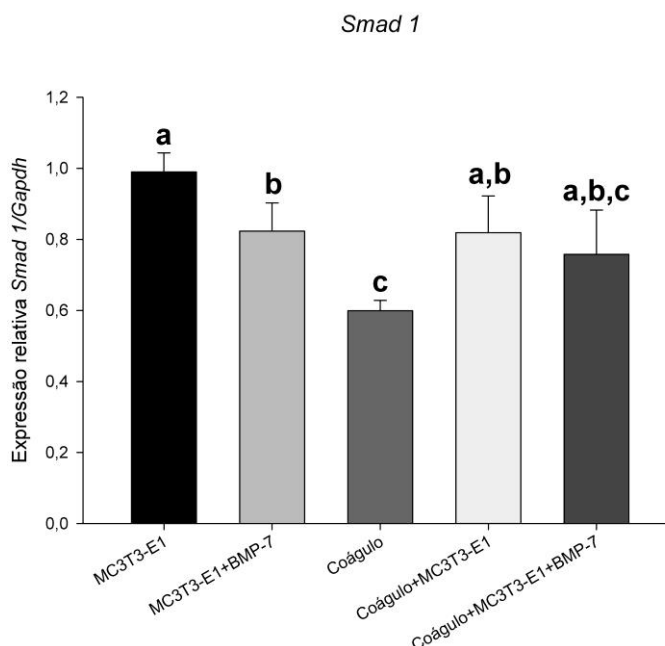 Smad 1
Expressão relativa Smad 1/Gapdh
1,2
1,0
0,8
0,6
0,4
0,2
0,0
a
b
c
a,b
a,b,c
MC3T3-E1
MC3T3-E1+BMP-7
Coágulo
Coágulo+MC3T3-E1
Coágulo+MC3T3-E1+BMP-7